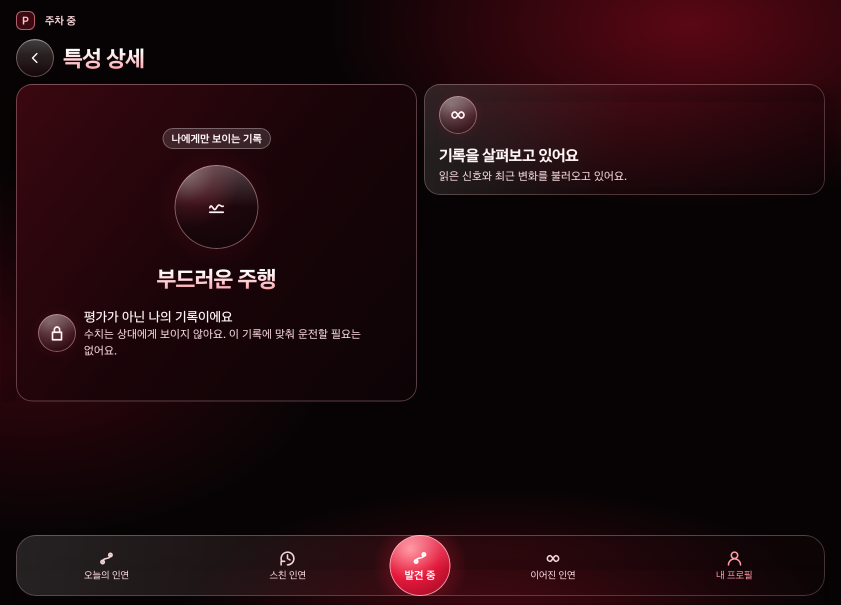 P 주차 중
특성 상세
나에게만 보이는 기록
부드러운 주행
평가가 아닌 나의 기록이에요
수치는 상대에게 보이지 않아요. 이 기록에 맞춰 운전할 필요는
없어요.
기록을 살펴보고 있어요
읽은 신호와 최근 변화를 불러오고 있어요.
오늘의 인연
스친 인연
발견 중
이어진 인연
내 프로필